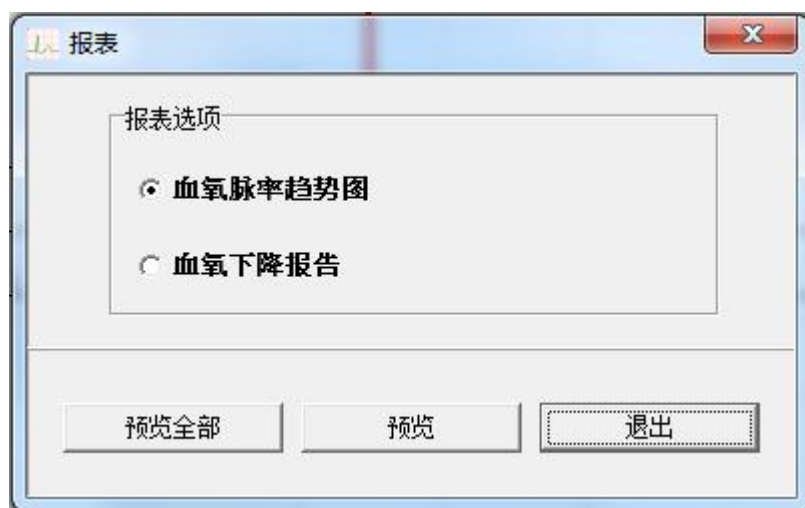 报表
报表选项
血氧脉率趋势图
血氧下降报告
预览全部 预览 退出